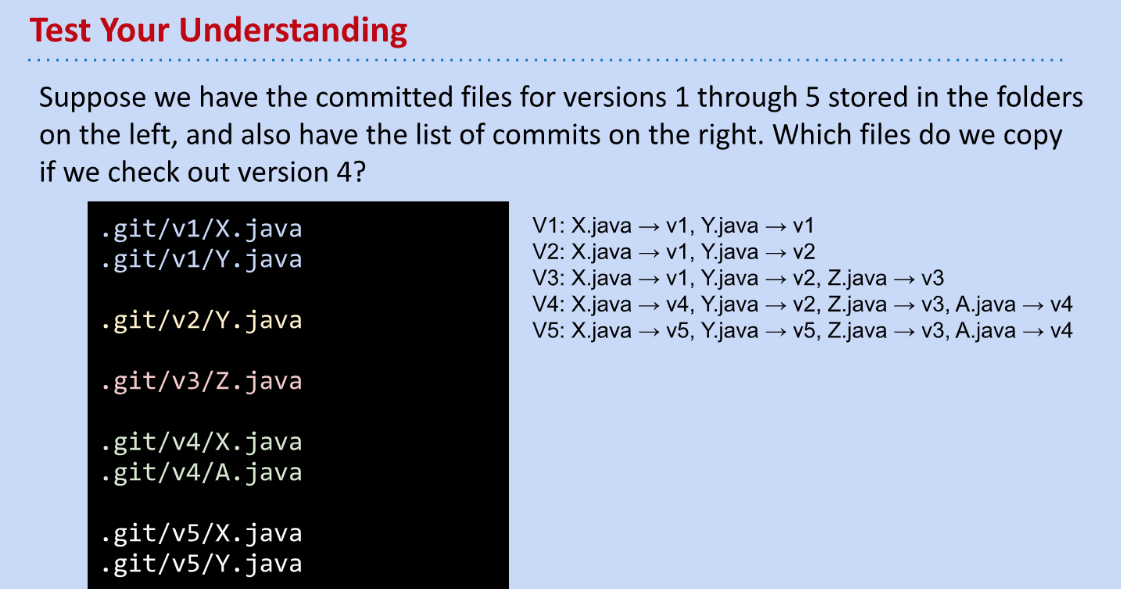 Test Your Understanding
Suppose we have the committed files for versions 1 through 5 stored in the folders
on the left, and also have the list of commits on the right. Which files do we copy
if we check out version 4?
.git/v1/X.java
.git/v1/Y.java
.git/v2/Y.java
.git/v3/Z.java
.git/v4/X.java
.git/v4/A.java
.git/v5/X.java
.git/v5/Y.java
V1: X.java → v1, Y.java → v1
V2: X.java → v1, Y.java → v2
V3: X.java → v1, Y.java → v2, Z.java → v3
V4: X.java → v4, Y.java → v2, Z.java → v3, A.java → v4
V5: X.java → v5, Y.java → v5, Z.java → v3, A.java → v4